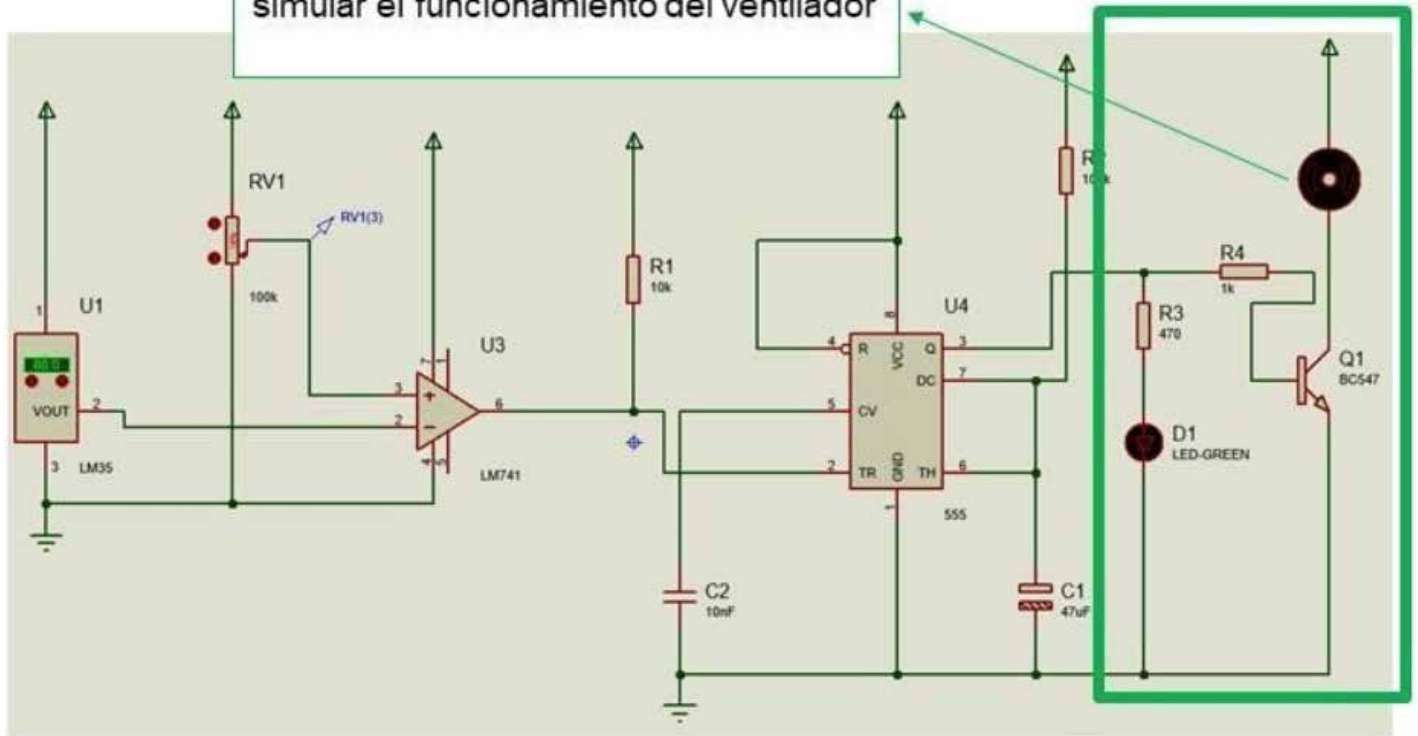 simular el funcionamiento del ventilador
RV1
RV1(3)
100k
1
U1
VOUT
2
3
LM35
U3
7
1
3
2
6
4
5
LM741
R1
10k
U4
8
4
R
VCC
Q
3
DC
7
5
CV
2
TR
GND
TH
6
1
555
C2
10nF
C1
47uF
R4
1k
R3
470
D1
LED-GREEN
Q1
BC547